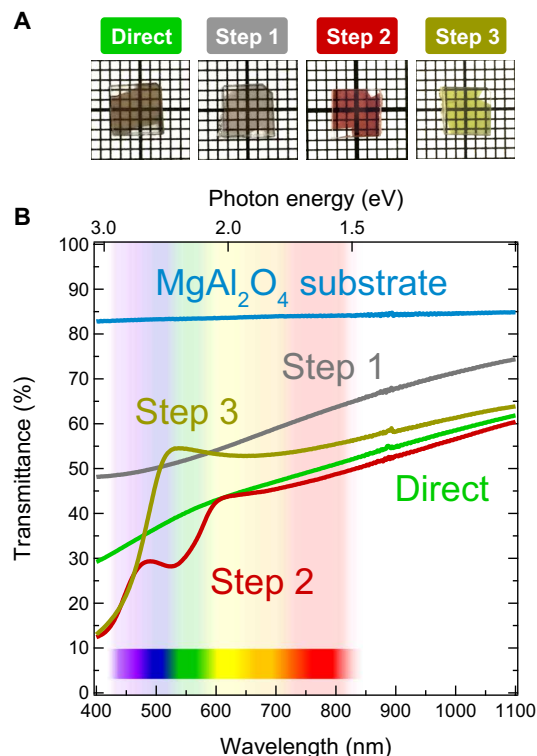 A
Direct
Step 1
Step 2
Step 3
Photon energy (eV)
B
3.0
2.0
1.5
100
90
80
70
60
50
40
30
20
10
0
Transmittance (%)
MgAl₂O₄ substrate
Step 1
Step 3
Direct
Step 2
400
500
600
700
800
900
1000
1100
Wavelength (nm)